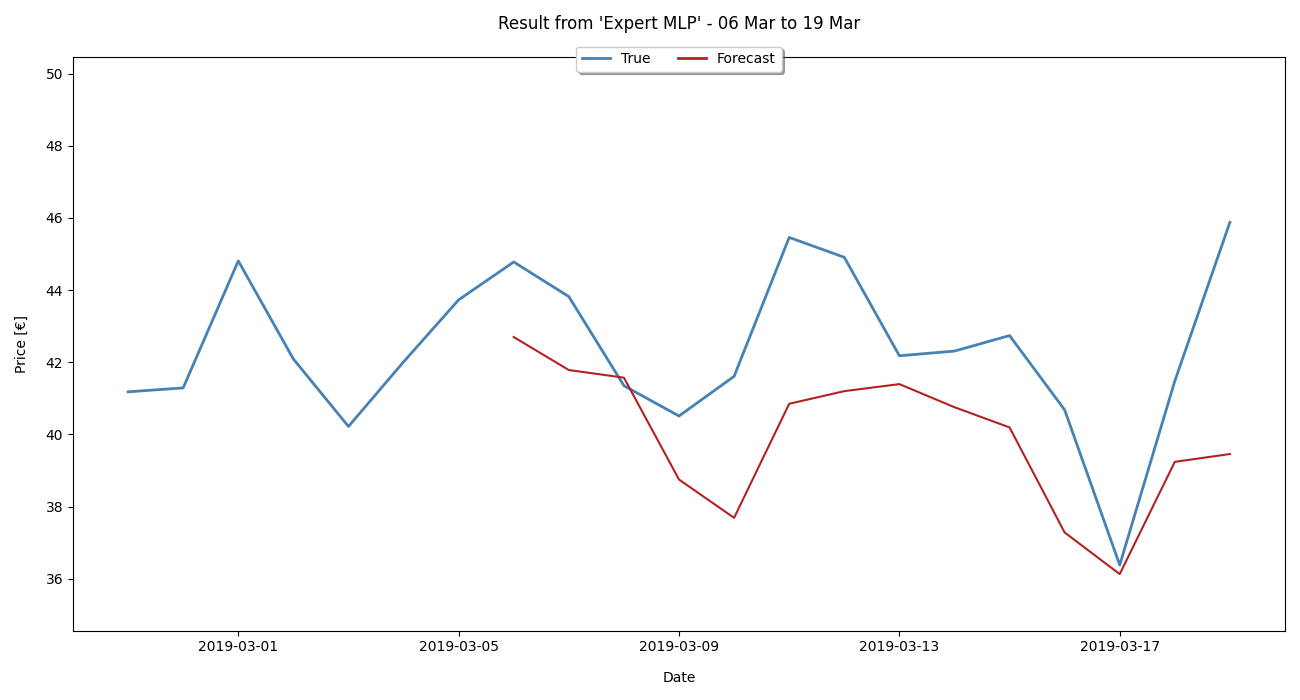 Result from 'Expert MLP' - 06 Mar to 19 Mar
True Forecast
50
48
46
44
42
40
38
36
Price [€]
2019-03-01 2019-03-05 2019-03-09 2019-03-13 2019-03-17
Date